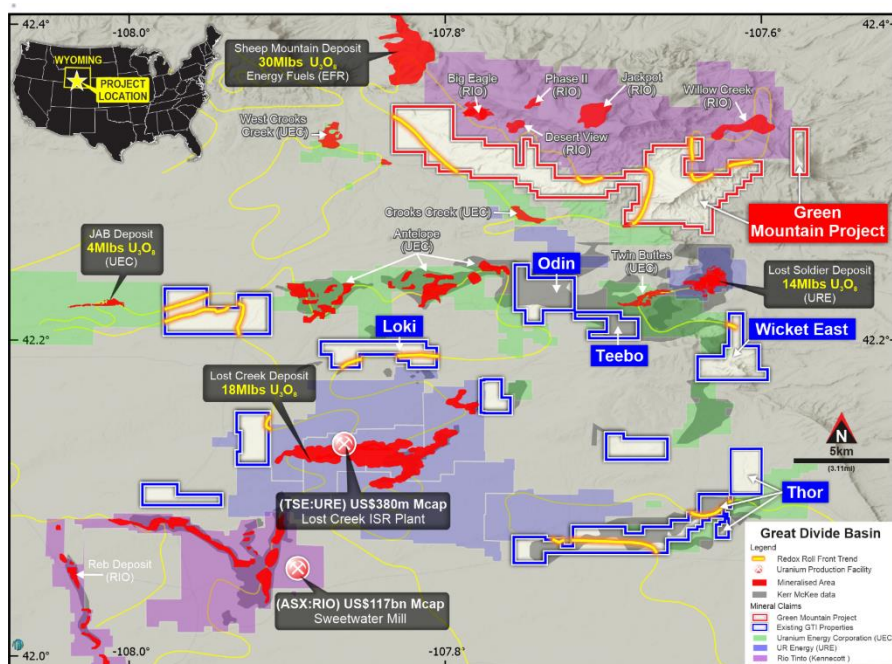 42.4°
-108.0°
-107.8°
-107.6°
42.4°
WYOMING
PROJECT
LOCATION
Sheep Mountain Deposit
30Mlbs U₃O₈
Energy Fuels (EFR)
Big Eagle
(RIO)
Phase II
(RIO)
Jackpot
(RIO)
Willow Creek
(RIO)
West Crooks
Creek (UEC)
Desert View
(RIO)
Crooks Creek (UEC)
Green
Mountain Project
JAB Deposit
4Mlbs U₃O₈
(UEC)
Antelope
(UEC)
Odin
Twin Buttes
(UEC)
Lost Soldier Deposit
14Mlbs U₃O₈
(URE)
42.2°
Loki
Teebo
Wicket East
42.2°
Lost Creek Deposit
18Mlbs U₃O₈
N
5km
(3.11mi)
(TSE:URE) US$380m Mcap
Lost Creek ISR Plant
Thor
Reb Deposit
(RIO)
(ASX:RIO) US$117bn Mcap
Sweetwater Mill
Great Divide Basin
Legend
Redox Roll Front Trend
Uranium Production Facility
Mineralised Area
Kerr McKee data
Mineral Claims
Green Mountain Project
Existing GTI Properties
Uranium Energy Corporation (UEC)
UR Energy (URE)
Rio Tinto (Kennecott )
42.0°
-108.0°
-107.8°